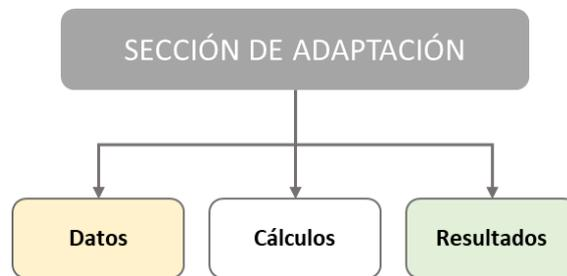 SECCIÓN DE ADAPTACIÓN
Datos
Cálculos
Resultados